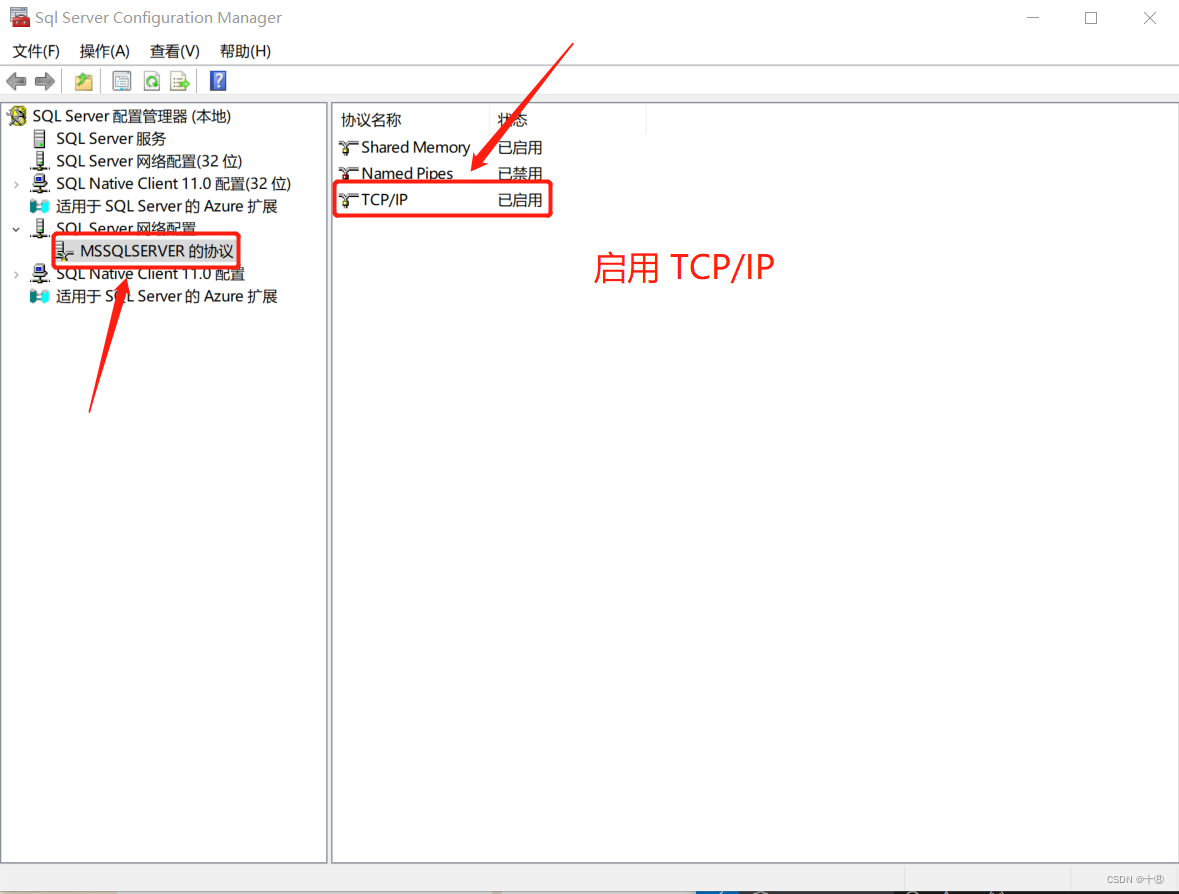 Sql Server Configuration Manager
文件(F) 操作(A) 查看(V) 帮助(H)
SQL Server 配置管理器 (本地)
SQL Server 服务
SQL Server 网络配置(32 位)
SQL Native Client 11.0 配置(32 位)
适用于 SQL Server 的 Azure 扩展
SQL Server 网络配置
MSSQLSERVER 的协议
SQL Native Client 11.0 配置
适用于 SQL Server 的 Azure 扩展
协议名称 状态
Shared Memory 已启用
Named Pipes 已禁用
TCP/IP 已启用
启用 TCP/IP
CSDN @十⑧